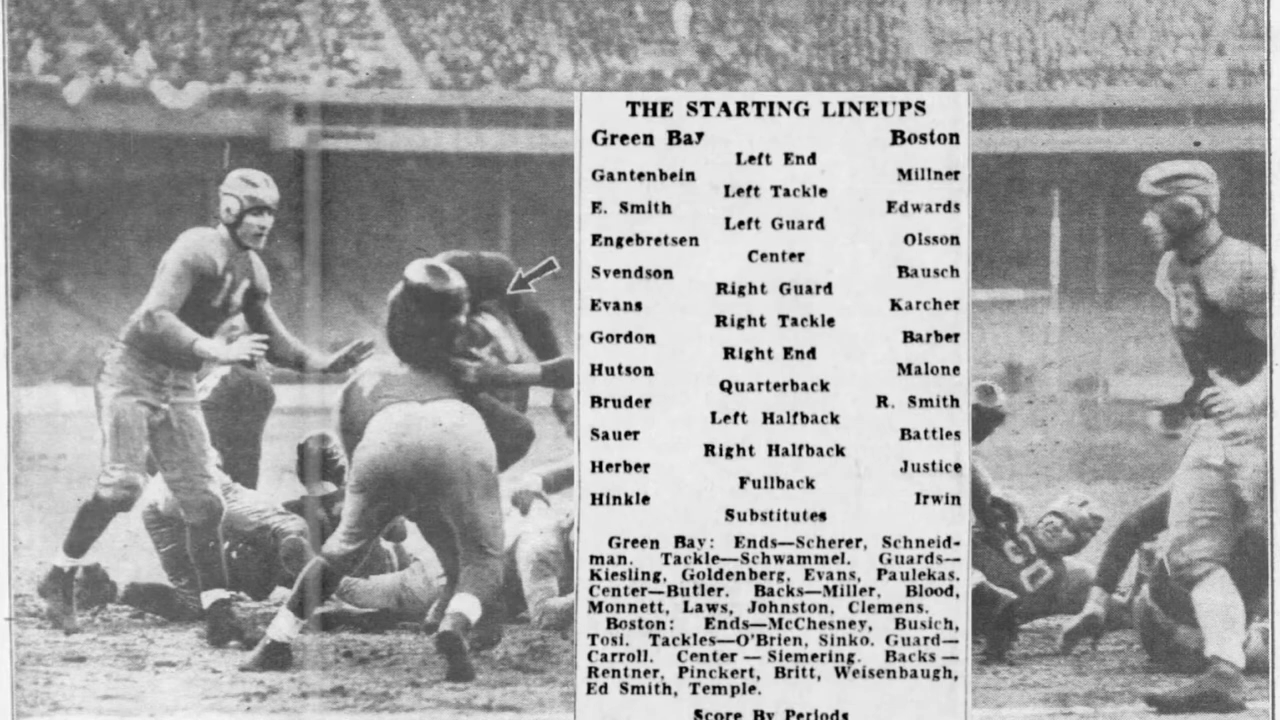 THE STARTING LINEUPS
Green Bay Boston
Left End
Gantenbein Millner
Left Tackle
E. Smith Edwards
Left Guard
Engebretsen Olsson
Center
Svendson Bausch
Right Guard
Evans Karcher
Right Tackle
Gordon Barber
Right End
Hutson Malone
Quarterback
Bruder R. Smith
Left Halfback
Sauer Battles
Right Halfback
Herber Justice
Fullback
Hinkle Irwin
Substitutes
Green Bay: Ends—Scherer, Schneid-
man. Tackle—Schwammel. Guards—
Kiesling, Goldenberg, Evans, Paulekas.
Center—Butler. Backs—Miller, Blood,
Monnett, Laws, Johnston, Clemens.
Boston: Ends—McChesney, Busich,
Tosi. Tackles—O'Brien, Sinko. Guard—
Carroll. Center — Siemering. Backs —
Rentner, Pinckert, Britt, Weisenbaugh,
Ed Smith, Temple.
Score By Periods